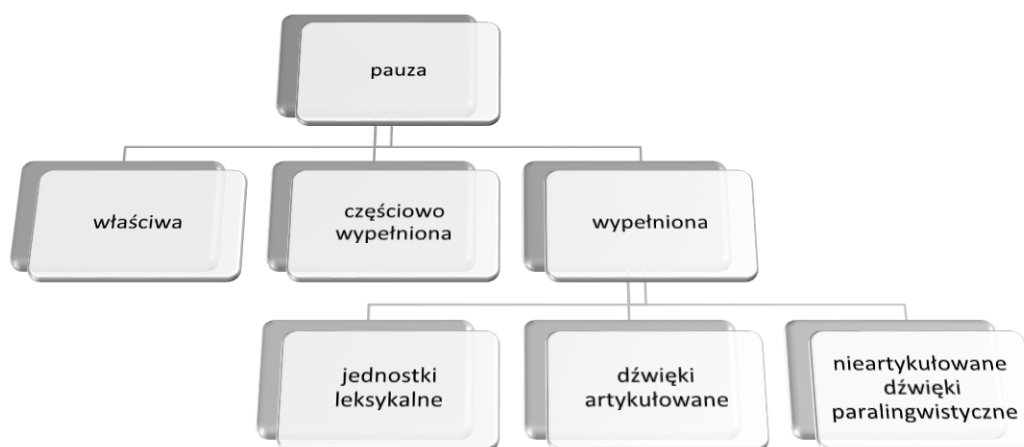 pauza
właściwa
częściowo
wypełniona
wypełniona
jednostki
leksykalne
dźwięki
artykułowane
nieartykułowane
dźwięki
paralingwistyczne